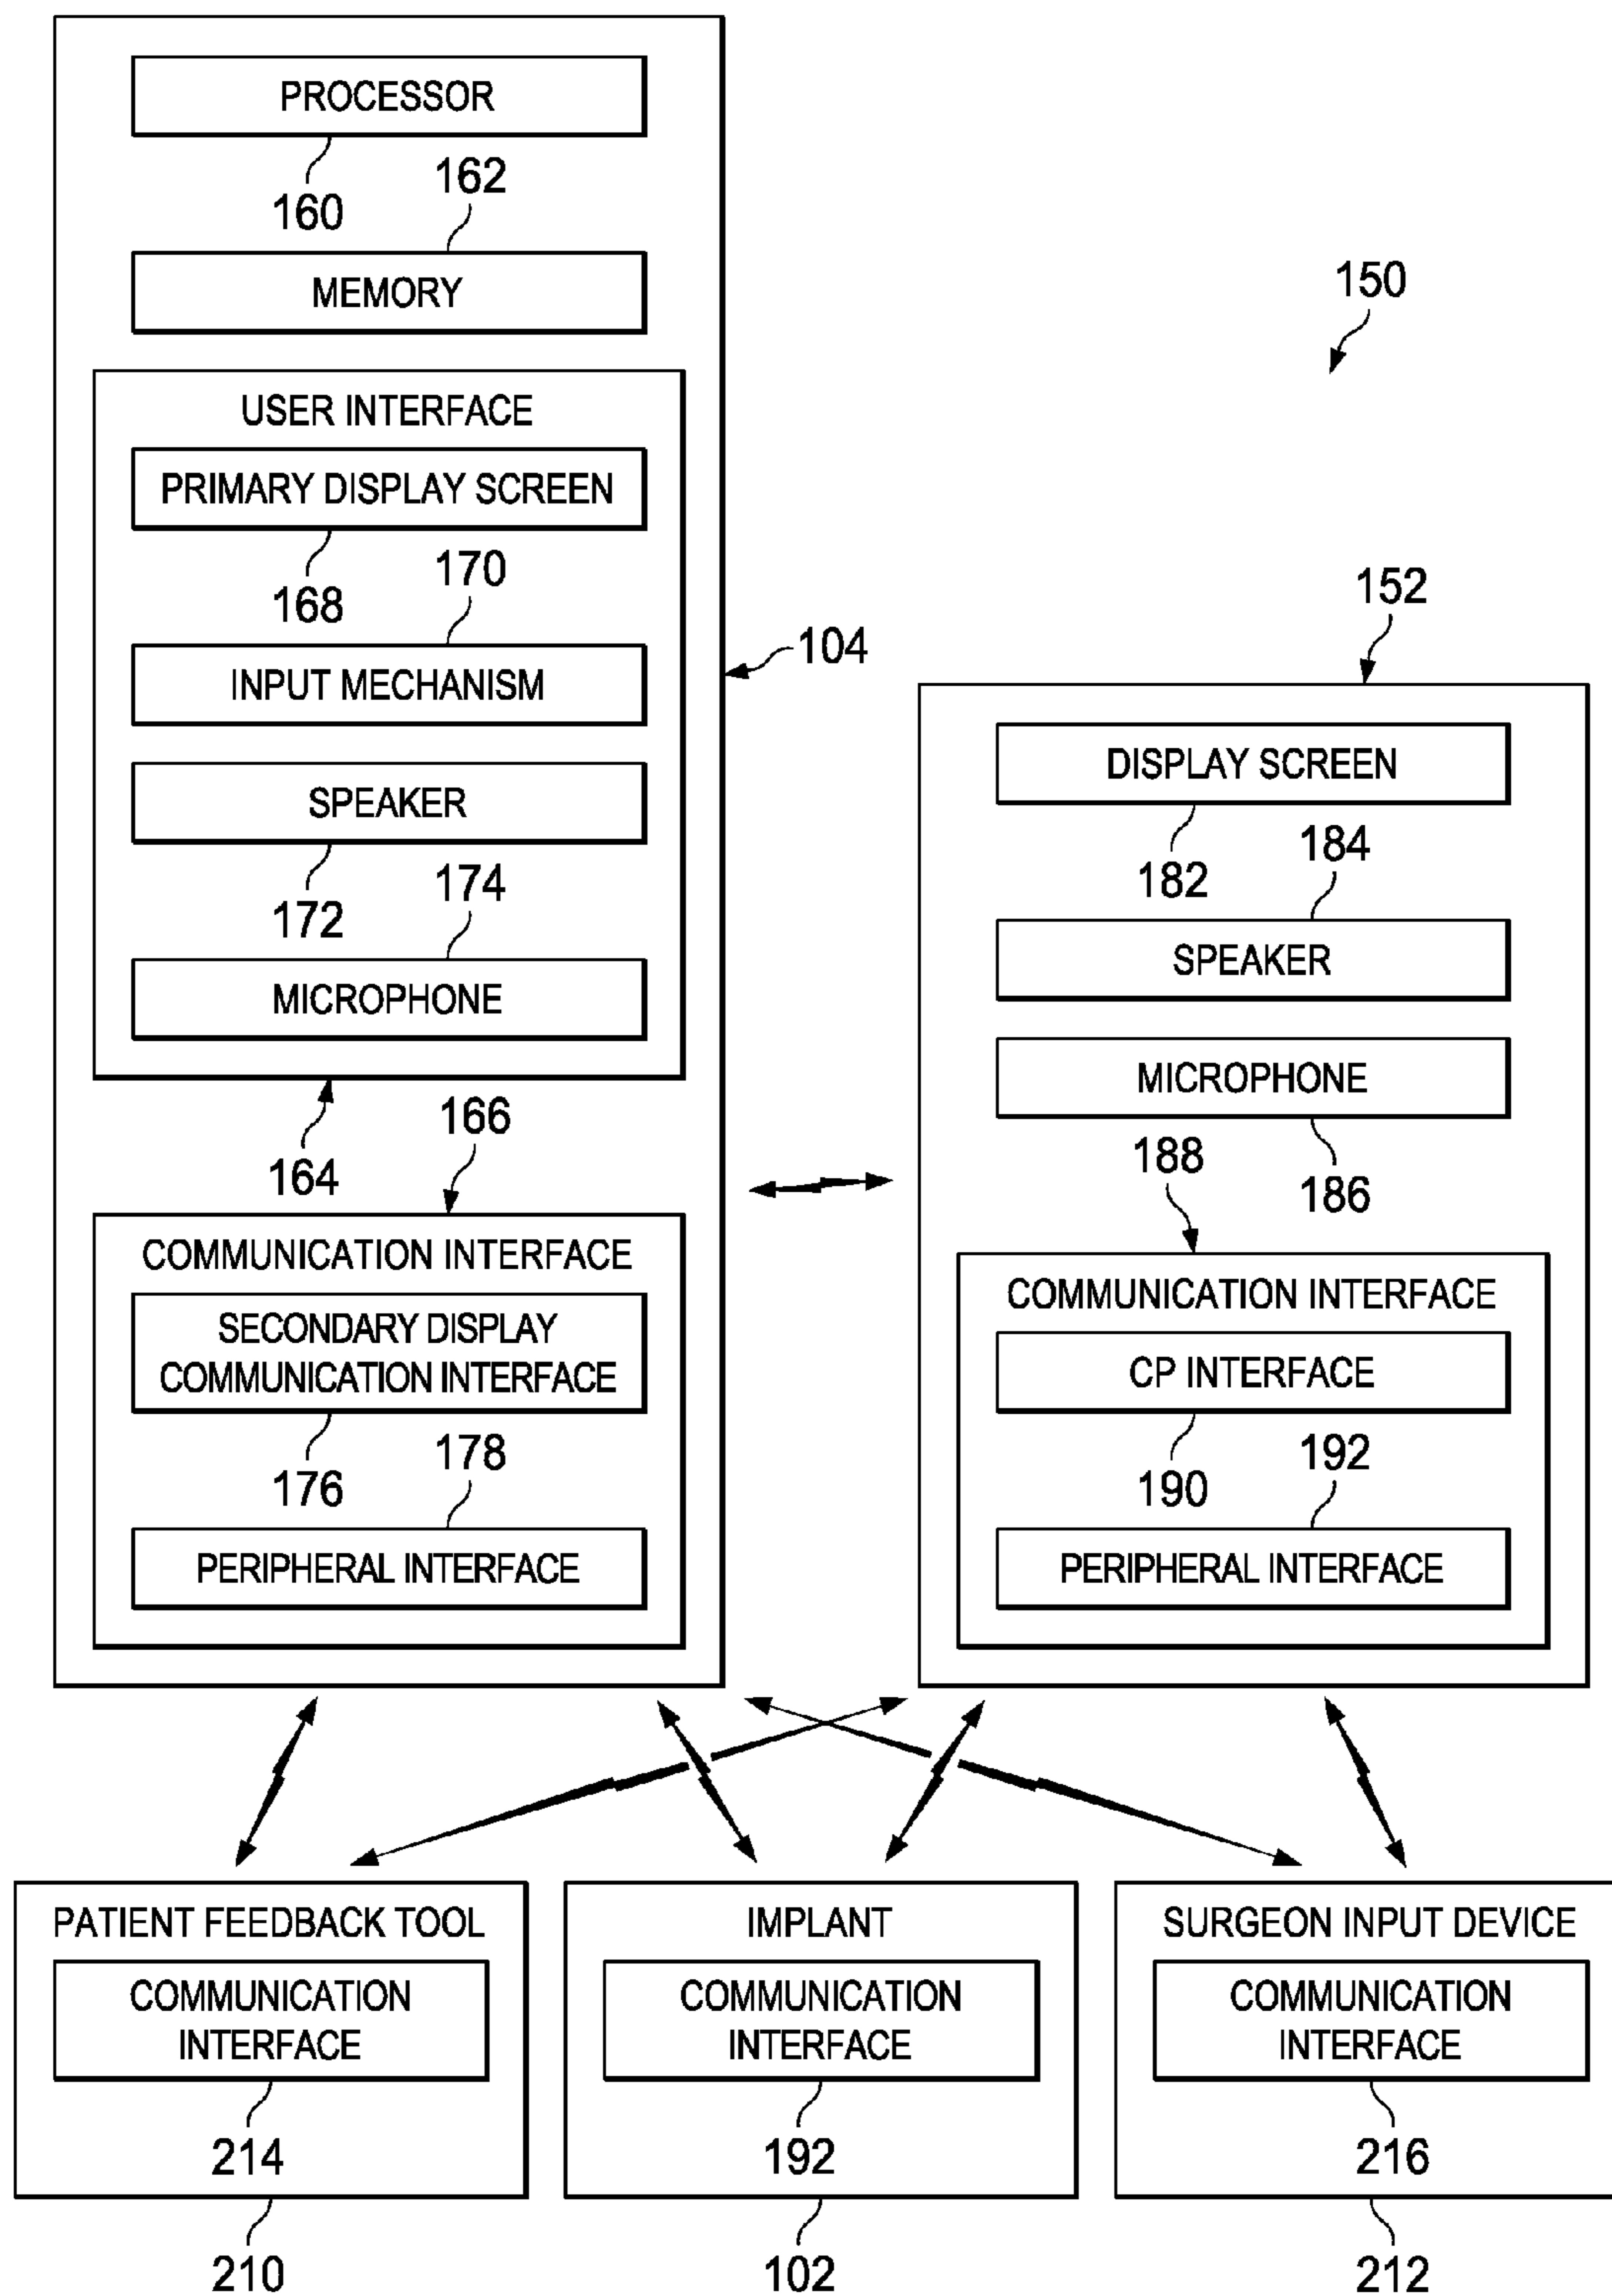 PROCESSOR
160
162
MEMORY
150
USER INTERFACE
PRIMARY DISPLAY SCREEN
168
170
INPUT MECHANISM
104
SPEAKER
172
174
MICROPHONE
164
166
COMMUNICATION INTERFACE
SECONDARY DISPLAY
COMMUNICATION INTERFACE
176
178
PERIPHERAL INTERFACE
152
DISPLAY SCREEN
182
184
SPEAKER
MICROPHONE
188
186
COMMUNICATION INTERFACE
CP INTERFACE
190
192
PERIPHERAL INTERFACE
PATIENT FEEDBACK TOOL
COMMUNICATION
INTERFACE
214
210
IMPLANT
COMMUNICATION
INTERFACE
192
102
SURGEON INPUT DEVICE
COMMUNICATION
INTERFACE
216
212